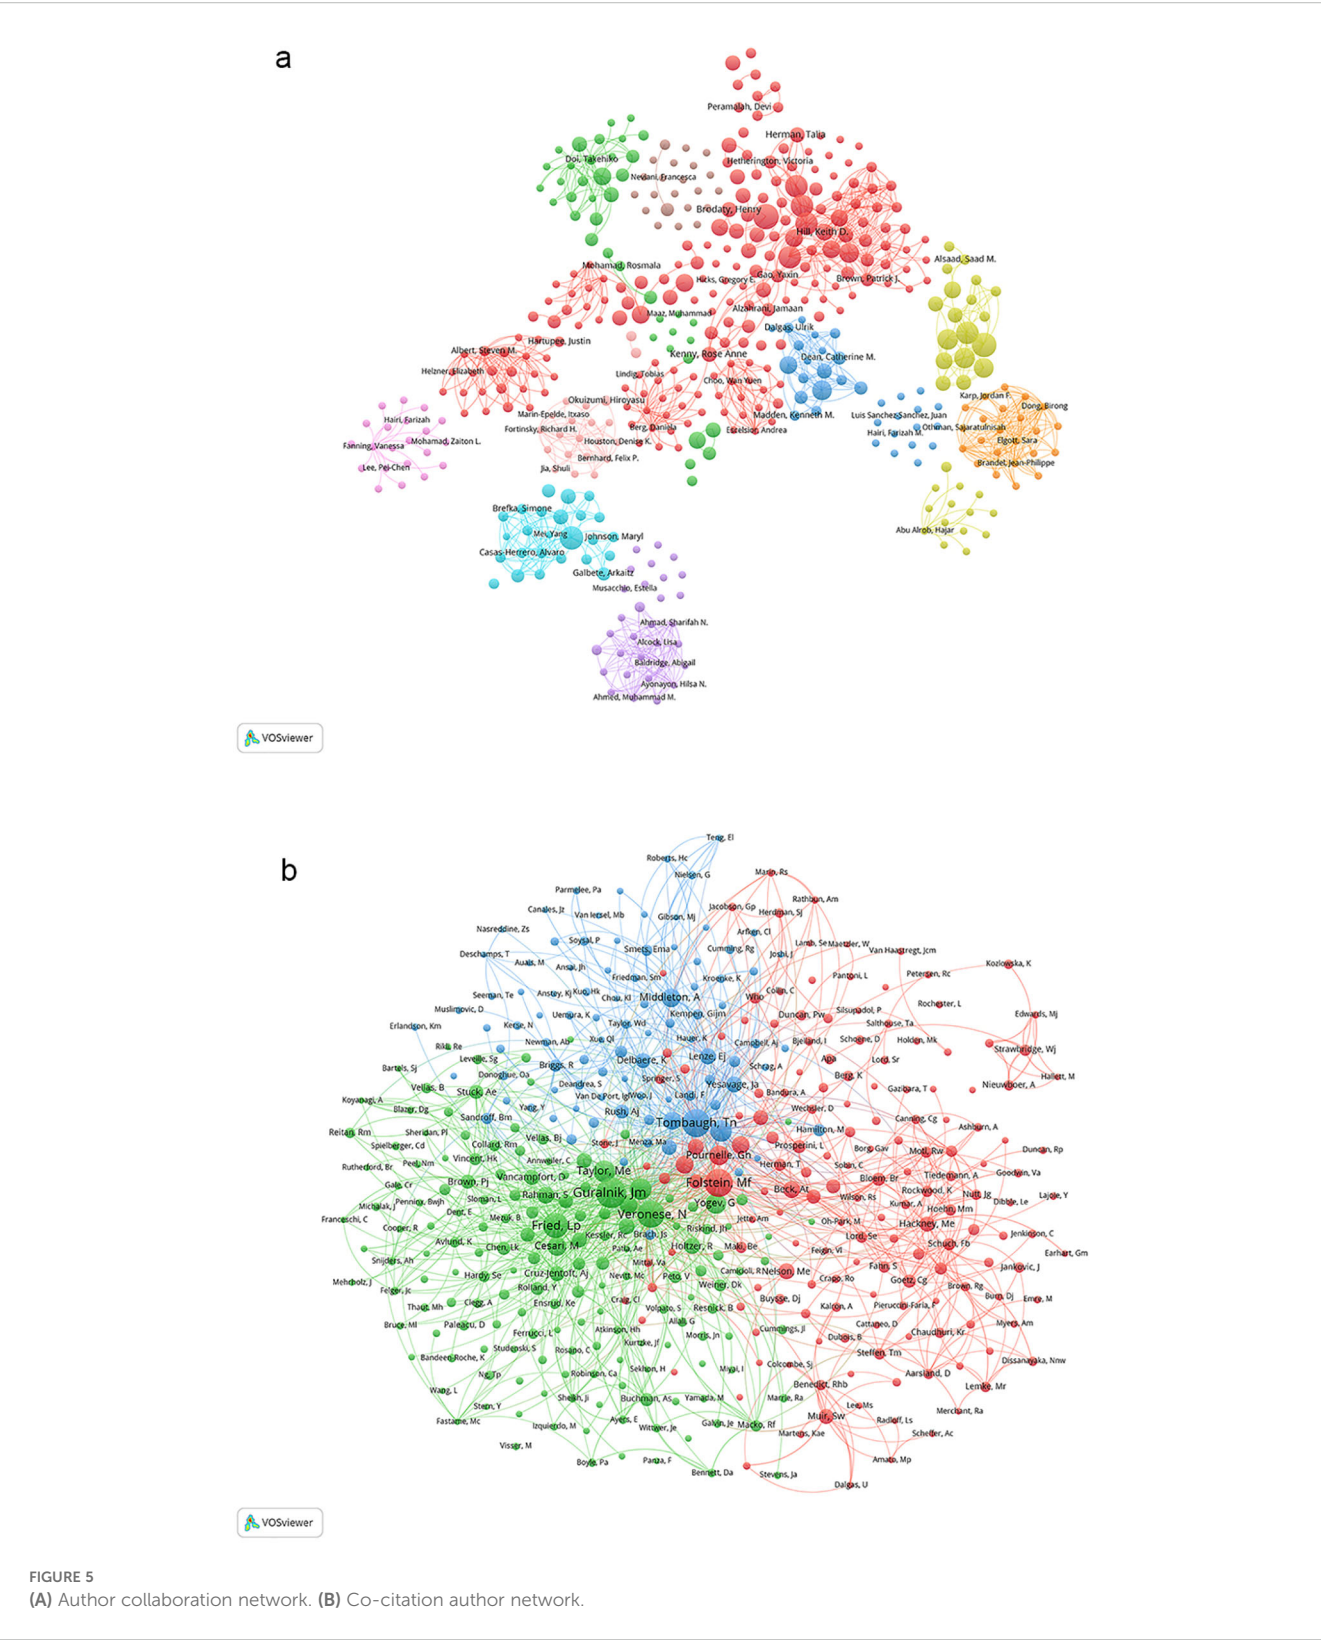 a
Peramalah, Devi
Herman, Talia
Doi, Takehiko
Hetherington, Victoria
Neviani, Francesca
Brodaty, Henry
Hill, Keith D.
Alsaad, Saad M.
Mohamad, Rosmala
Gao, Yaxin
Hicks, Gregory E.
Brown, Patrick J.
Alzahrani, Jamaan
Maaz, Muhammad
Dalgas, Ulrik
Hartupee, Justin
Albert, Steven M.
Kenny, Rose Anne
Dean, Catherine M.
Helzner, Elizabeth
Lindig, Tobias
Choo, Wan Yuen
Karp, Jordan F.
Okuizumi, Hiroyasu
Dong, Birong
Marin-Epelde, Itxaso
Madden, Kenneth M.
Luis Sanchez-Sanchez, Juan
Hairi, Farizah
Fortinsky, Richard H.
Berg, Daniela
Excelsior, Andrea
Hairi, Farizah M.
Othman, Sajaratulnisah
Fanning, Vanessa
Mohamad, Zaiton L.
Houston, Denise K.
Elgott, Sara
Bernhard, Felix P.
Brandel, Jean-Philippe
Lee, Pei-Chen
Jia, Shuli
Brefka, Simone
Abu Alrob, Hajar
Mei, Yang
Johnson, Maryl
Casas-Herrero, Alvaro
Galbete, Arkaitz
Musacchio, Estella
Ahmad, Sharifah N.
Alcock, Lisa
Baldridge, Abigail
Ayonayon, Hilsa N.
Ahmed, Muhammad M.
VOSviewer
b
Teng, El
Roberts, Hc
Nielsen, G
Marin, Rs
Parmelee, Pa
Rathbun, Am
Canales, Jz
Van Iersel, Mb
Gibson, Mj
Jacobson, Gp
Herdman, Sj
Nasreddine, Zs
Arfken, Cl
Soysal, P
Smets, Ema
Cumming, Rg
Lamb, Se
Maetzler, W
Deschamps, T
Auais, M
Ansai, Jh
Joshi, J
Van Haastregt, Jcm
Kozlowska, K
Friedman, Sm
Kroenke, K
Pantoni, L
Petersen, Rc
Seeman, Te
Anstey, Kj
Kuo, Hk
Chou, Kl
Middleton, A
Who
Collin, C
Muslimovic, D
Uemura, K
Kempen, Gijm
Duncan, Pw
Silsupadol, P
Rochester, L
Edwards, Mj
Erlandson, Km
Kerse, N
Taylor, Wd
Salthouse, Ta
Riki, Re
Newman, Ab
Xue, Ql
Hauer, K
Campbell, Aj
Bjelland, I
Schoene, D
Holden, Mk
Strawbridge, Wj
Bartels, Sj
Leveille, Sg
Briggs, R
Delbaere, K
Lenze, Ej
Schrag, A
Apa
Lord, Sr
Hallett, M
Vellas, B
Donoghue, Oa
Deandrea, S
Springer, S
Yesavage, Ja
Berg, K
Nieuwboer, A
Koyanagi, A
Stuck, Ae
Van De Port, Igl
Woo, J
Landi, F
Bandura, A
Gazibara, T
Blazer, Dg
Sandroff, Bm
Yang, Y
Rush, Aj
Wechsler, D
Canning, Cg
Reitan, Rm
Sheridan, Pl
Tombaugh, Tn
Hamilton, M
Ashburn, A
Spielberger, Cd
Collard, Rm
Vellas, Bj
Stone, J
Menza, Ma
Prosperini, L
Borg, Gav
Motl, Rw
Duncan, Rp
Rutherford, Br
Peel, Nm
Vincent, Hk
Annweiler, C
Pournelle, Gn
Herman, T
Sobin, C
Goodwin, Va
Gale, Cr
Brown, Pj
Vancampfort, D
Taylor, Me
Folstein, Mf
Beck, At
Bloem, Br
Tiedemann, A
Michalak, J
Penninx, Bwjh
Sloman, L
Rahman, S
Guralnik, Jm
Yogev, G
Wilson, Rs
Rockwood, K
Nutt, Jg
Dibble, Le
Lajoie, Y
Franceschi, C
Cooper, R
Dent, E
Mezuk, B
Fried, Lp
Veronese, N
Jette, Am
Oh-Park, M
Kumar, A
Hoehn, Mm
Hackney, Me
Avlund, K
Chen, Lk
Cesari, M
Kessler, Rc
Brach, Js
Riskind, Jh
Lord, Se
Jenkinson, C
Snijders, Ah
Patla, Ae
Holtzer, R
Maki, Be
Feigin, Vl
Schuch, Fb
Earhart, Gm
Mehrholz, J
Hardy, Se
Cruz-Jentoft, Aj
Mittal, Va
Nevitt, Mc
Peto, V
Camicioli, R
Nelson, Me
Fahn, S
Jankovic, J
Felger, Jc
Rolland, Y
Weiner, Dk
Crapo, Ro
Goetz, Cg
Brown, Rg
Thaut, Mh
Clegg, A
Ensrud, Ke
Craig, Cl
Volpato, S
Resnick, B
Buysse, Dj
Kalron, A
Pieruccini-Faria, F
Burn, Dj
Emre, M
Bruce, Ml
Paleacu, D
Ferrucci, L
Atkinson, Hh
Allali, G
Morris, Jn
Cummings, Jl
Cattaneo, D
Dubois, B
Chaudhuri, Kr
Myers, Am
Bandeen-Roche, K
Studenski, S
Rosano, C
Kurtzke, Jf
Steffen, Tm
Dissanayaka, Nnw
Ng, Tp
Robinson, Ca
Sekhon, H
Miyai, I
Colcombe, Sj
Aarsland, D
Wang, L
Benedict, Rhb
Lemke, Mr
Stern, Y
Sheikh, Ji
Buchman, As
Yamada, M
Marrie, Ra
Lee, Ms
Fastame, Mc
Izquierdo, M
Ayers, E
Wittwer, Je
Galvin, Je
Macko, Rf
Muir, Sw
Radloff, Ls
Merchant, Ra
Martens, Kae
Scheffer, Ac
Visser, M
Boyle, Pa
Panza, F
Bennett, Da
Stevens, Ja
Amato, Mp
Dalgas, U
VOSviewer
FIGURE 5
(A) Author collaboration network. (B) Co-citation author network.